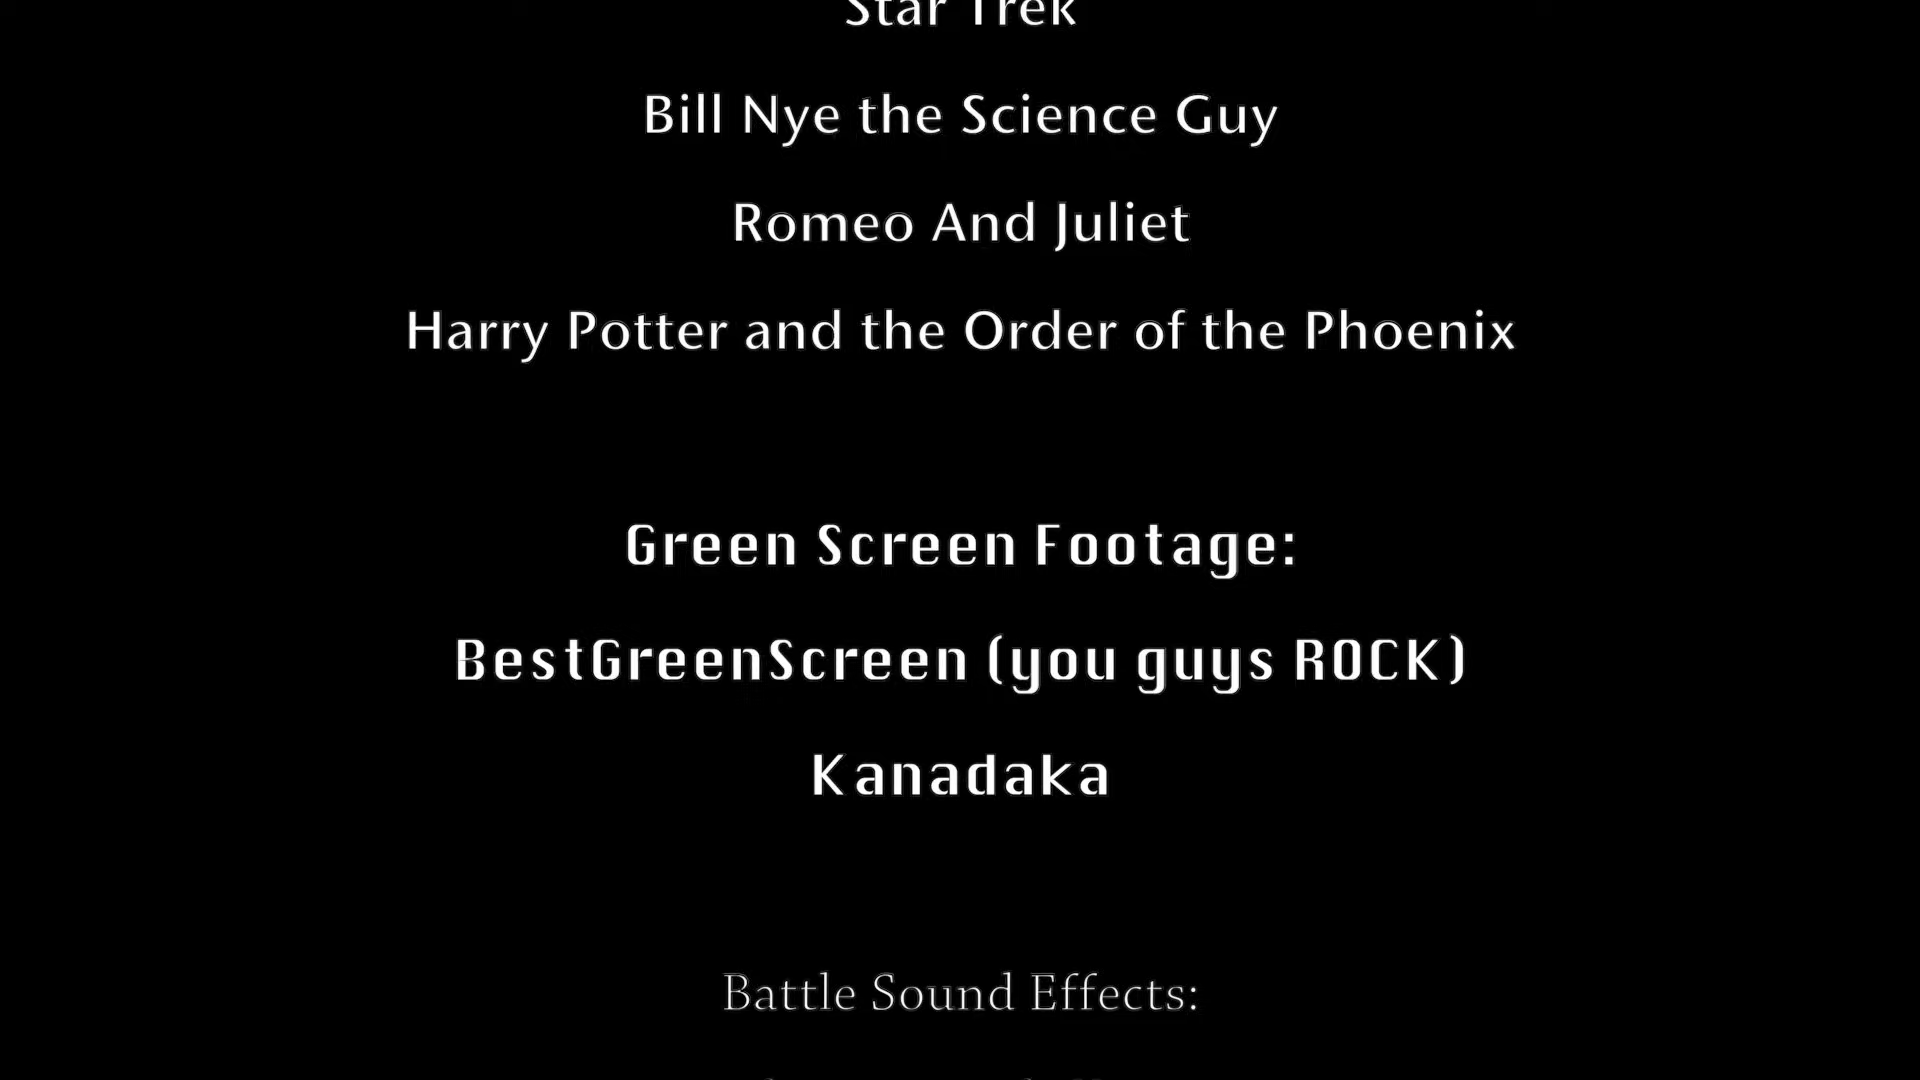 Star Trek
Bill Nye the Science Guy
Romeo And Juliet
Harry Potter and the Order of the Phoenix
Green Screen Footage:
BestGreenScreen (you guys ROCK)
Kanadaka
Battle Sound Effects: